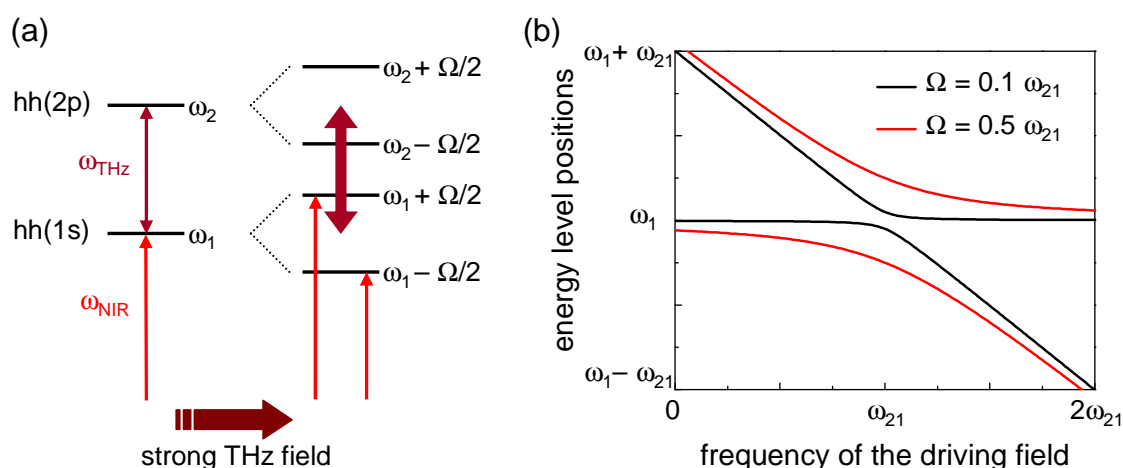 (a)
hh(2p)
ω₂
ω₂ + Ω/2
ω₂ − Ω/2
ω_THz
hh(1s)
ω₁
ω₁ + Ω/2
ω₁ − Ω/2
ω_NIR
strong THz field
(b)
energy level positions
ω₁ + ω₂₁
ω₁
ω₁ − ω₂₁
Ω = 0.1 ω₂₁
Ω = 0.5 ω₂₁
0
ω₂₁
2ω₂₁
frequency of the driving field